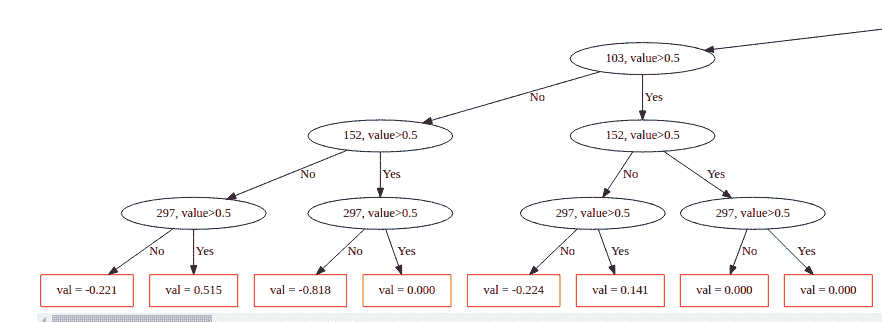 103, value>0.5
No
Yes
152, value>0.5
152, value>0.5
No
Yes
No
Yes
297, value>0.5
297, value>0.5
297, value>0.5
297, value>0.5
No
Yes
No
Yes
No
Yes
No
Yes
val = -0.221
val = 0.515
val = -0.818
val = 0.000
val = -0.224
val = 0.141
val = 0.000
val = 0.000